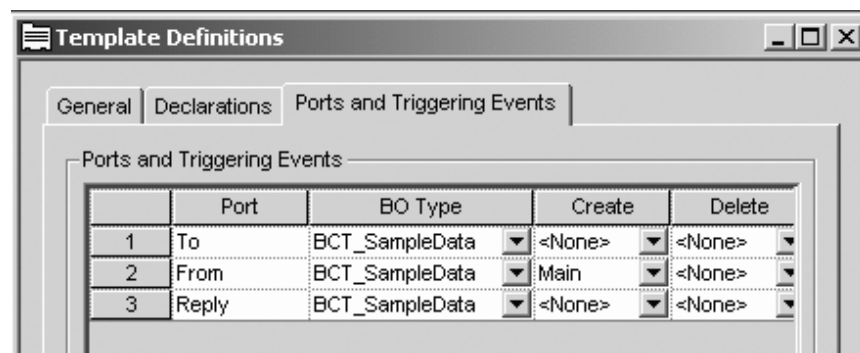 Template Definitions
General Declarations Ports and Triggering Events
Ports and Triggering Events
Port BO Type Create Delete
1 To BCT_SampleData <None> <None>
2 From BCT_SampleData Main <None>
3 Reply BCT_SampleData <None> <None>